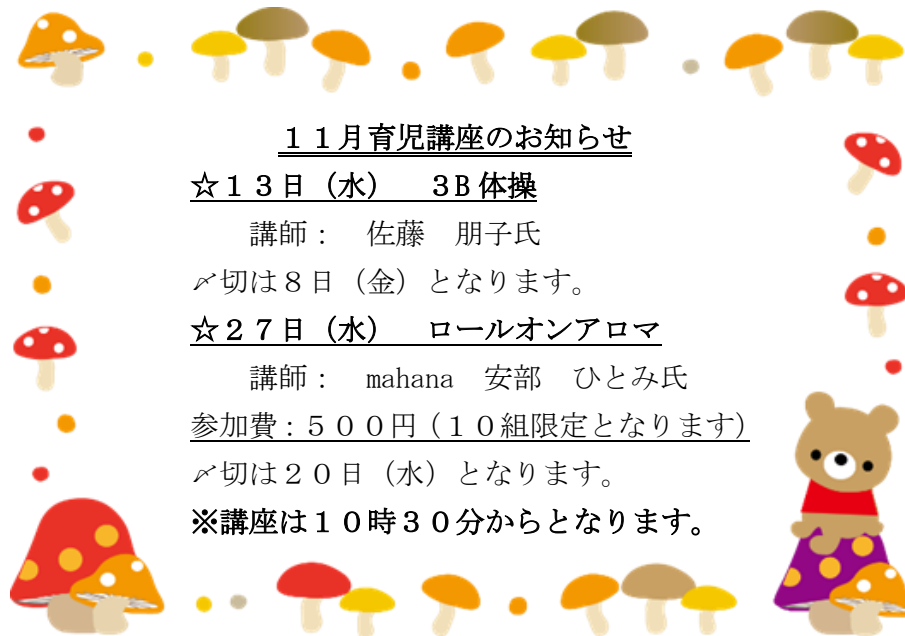 １１月育児講座のお知らせ
☆１３日（水）　３B 体操
講師：　佐藤　朋子氏
〆切は８日（金）となります。
☆２７日（水）　ロールオンアロマ
講師：　mahana　安部　ひとみ氏
参加費：５００円（１０組限定となります）
〆切は２０日（水）となります。
※講座は１０時３０分からとなります。